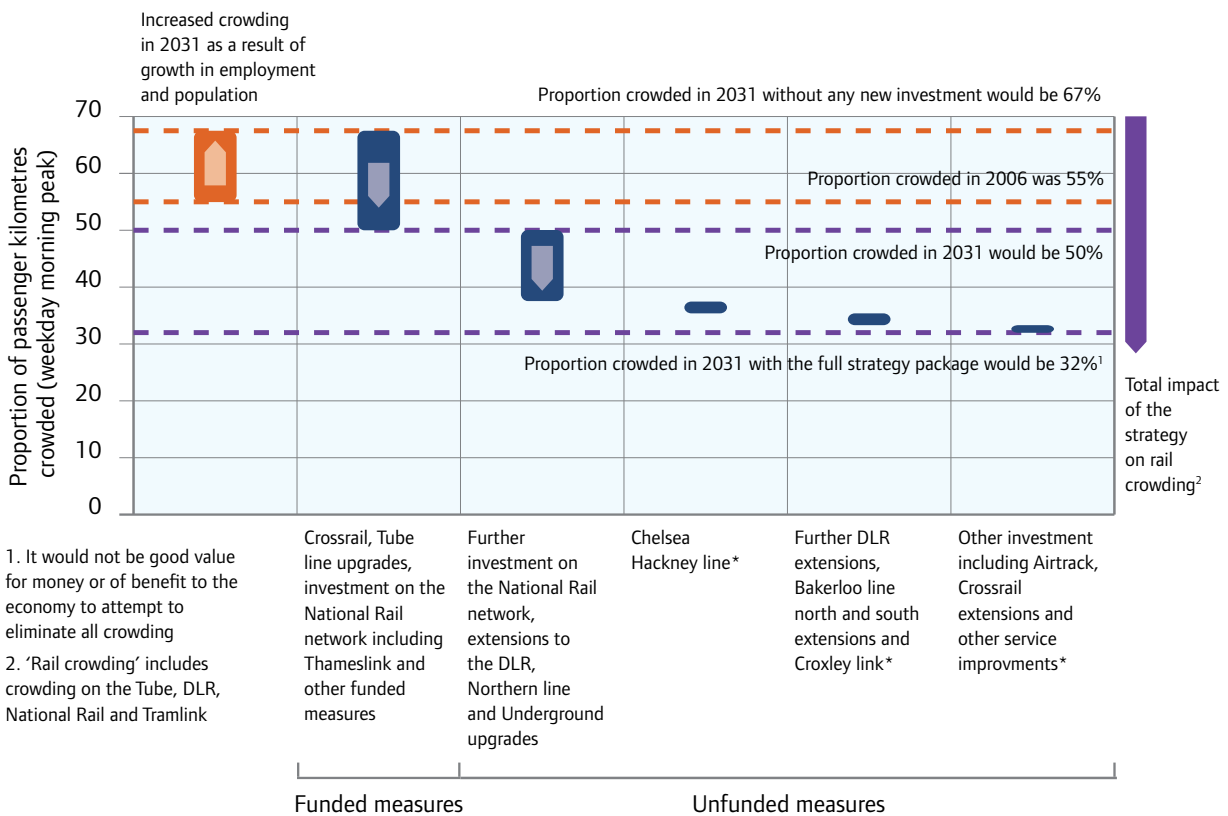 Increased crowding
in 2031 as a result of
growth in employment
and population
Proportion crowded in 2031 without any new investment would be 67%
Proportion of passenger kilometres
crowded (weekday morning peak)
70
60
50
40
30
20
10
0
Proportion crowded in 2006 was 55%
Proportion crowded in 2031 would be 50%
Proportion crowded in 2031 with the full strategy package would be 32%¹
Total impact
of the
strategy
on rail
crowding²
1. It would not be good value
for money or of benefit to the
economy to attempt to
eliminate all crowding
2. ‘Rail crowding’ includes
crowding on the Tube, DLR,
National Rail and Tramlink
Crossrail, Tube
line upgrades,
investment on the
National Rail
network including
Thameslink and
other funded
measures
Further
investment on
the National Rail
network,
extensions to
the DLR,
Northern line
and Underground
upgrades
Chelsea
Hackney line*
Further DLR
extensions,
Bakerloo line
north and south
extensions and
Croxley link*
Other investment
including Airtrack,
Crossrail
extensions and
other service
improvments*
Funded measures
Unfunded measures